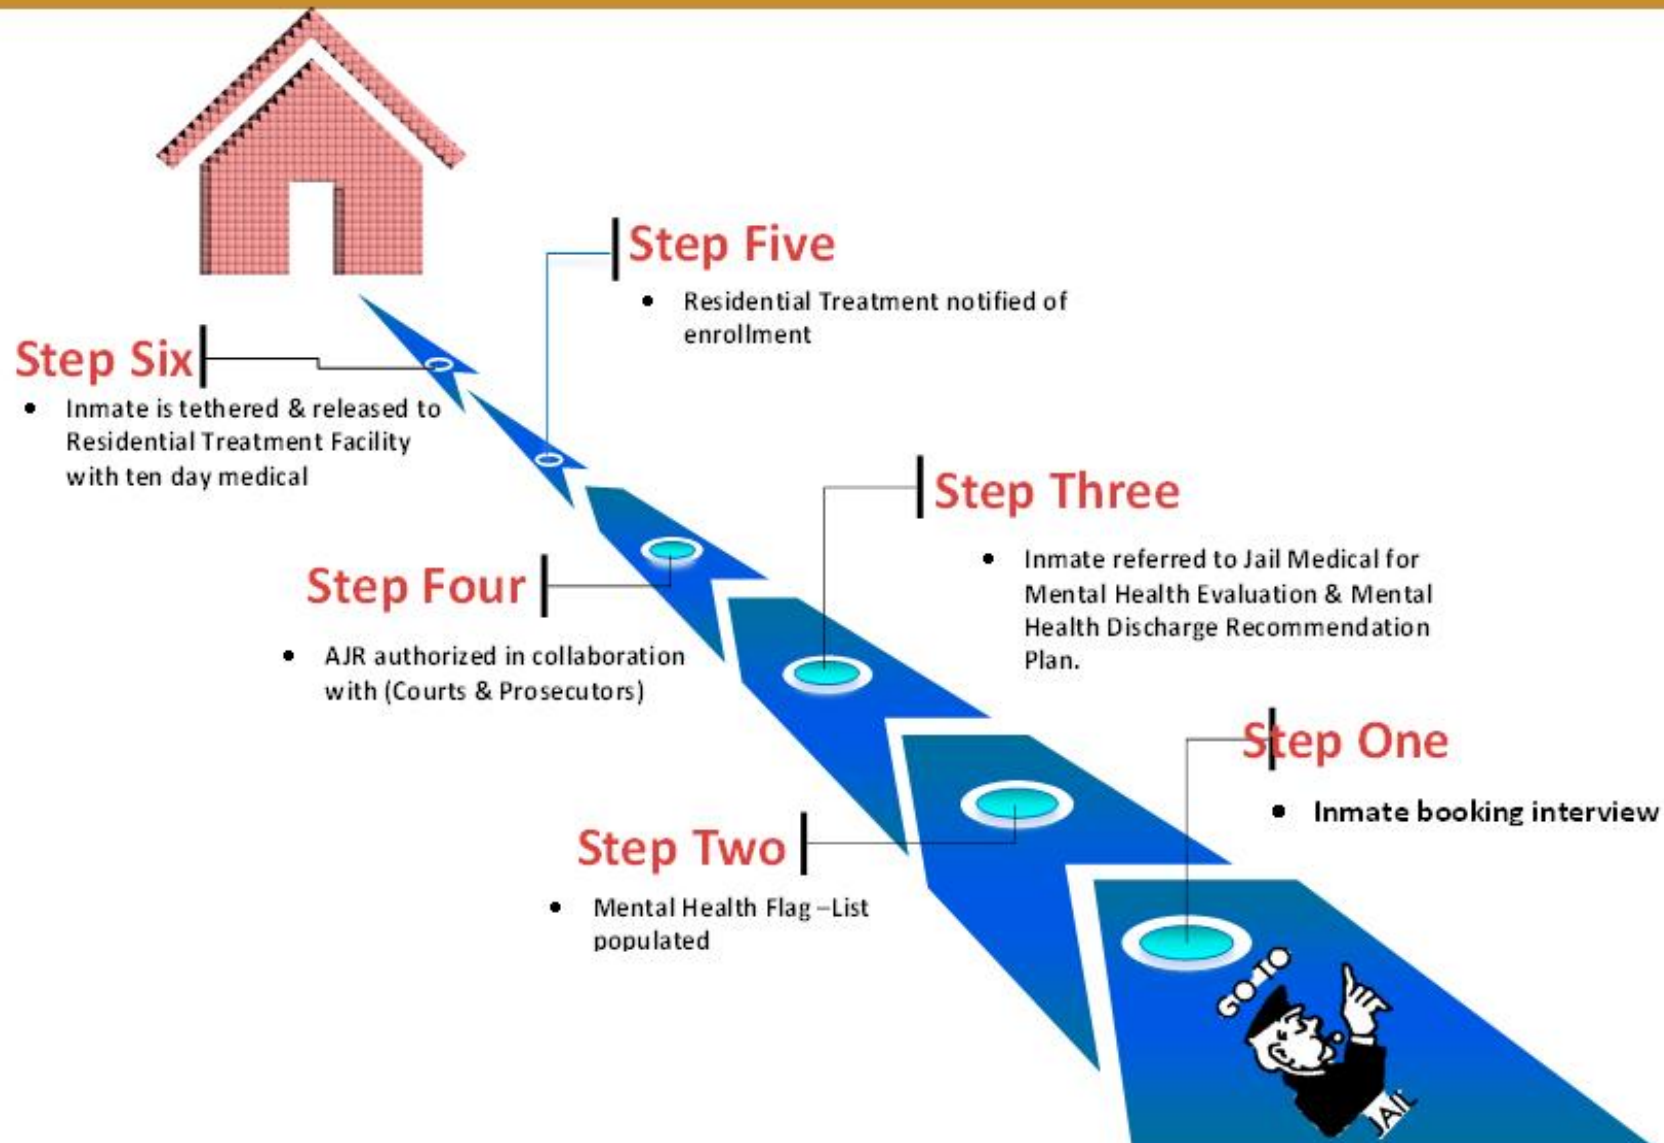 Step Five
• Residential Treatment notified of
enrollment
Step Six
• Inmate is tethered & released to
Residential Treatment Facility
with ten day medical
Step Three
• Inmate referred to Jail Medical for
Mental Health Evaluation & Mental
Health Discharge Recommendation
Plan.
Step Four
• AJR authorized in collaboration
with (Courts & Prosecutors)
Step One
• Inmate booking interview
Step Two
• Mental Health Flag –List
populated
GO TO
JAIL